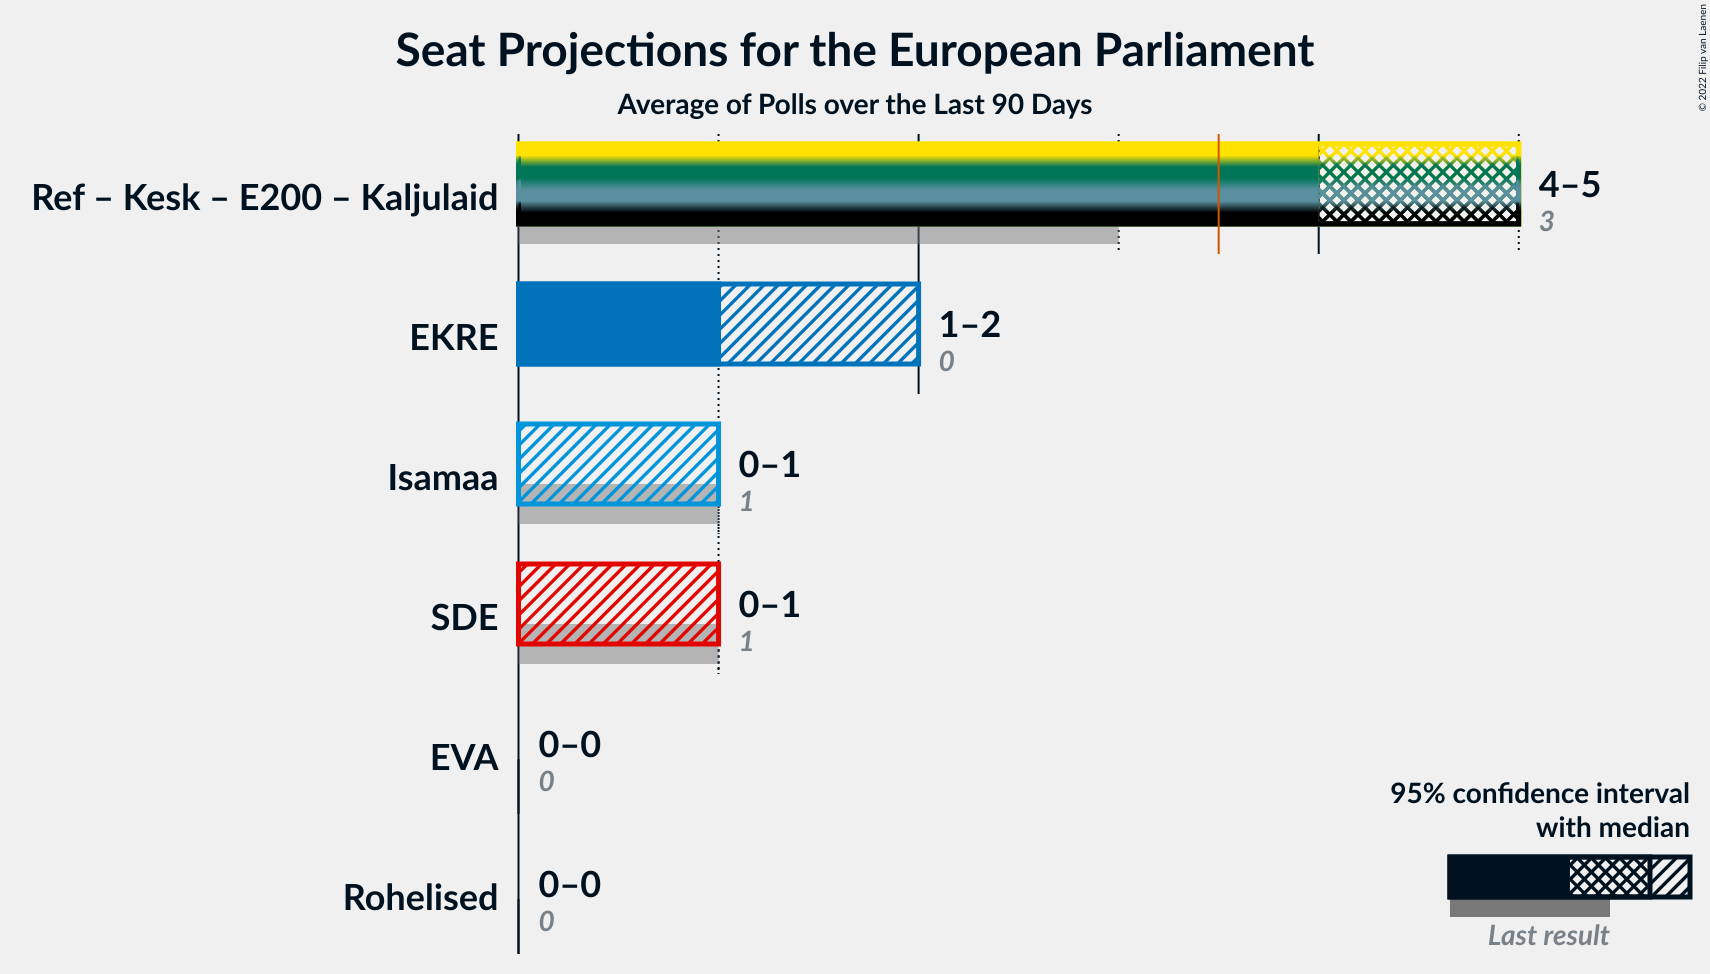 Seat Projections for the European Parliament
Average of Polls over the Last 90 Days
© 2022 Filip van Laenen
Ref – Kesk – E200 – Kaljulaid
4–5
3
EKRE
1–2
0
Isamaa
0–1
1
SDE
0–1
1
EVA
0–0
0
Rohelised
0–0
0
95% confidence interval
with median
Last result